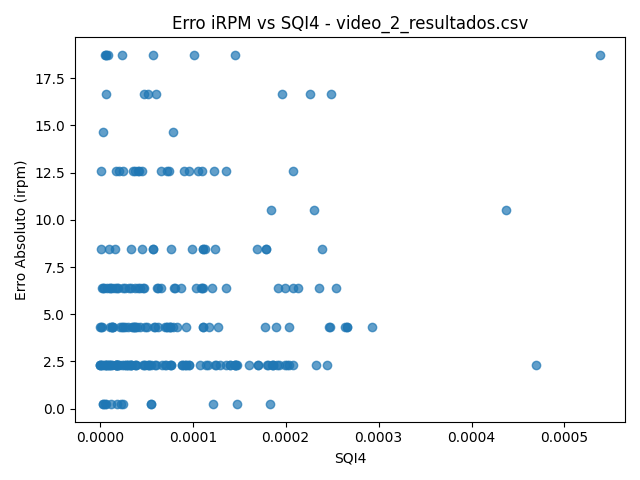 Erro iRPM vs SQI4 - video_2_resultados.csv
Erro Absoluto (irpm)
17.5
15.0
12.5
10.0
7.5
5.0
2.5
0.0
0.0000 0.0001 0.0002 0.0003 0.0004 0.0005
SQI4